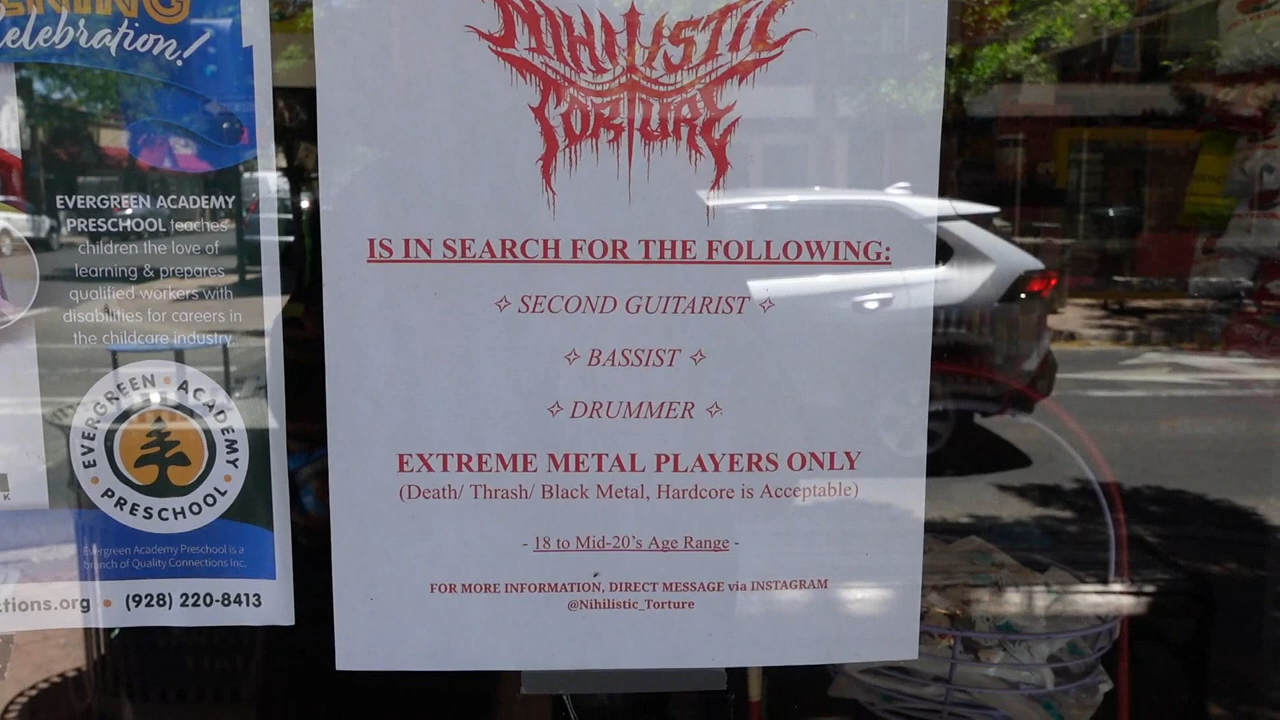 ENING
Celebration!
EVERGREEN ACADEMY
PRESCHOOL teaches
children the love of
learning & prepares
qualified workers with
disabilities for careers in
the childcare industry.
EVERGREEN • ACADEMY • PRESCHOOL •
K
Evergreen Academy Preschool is a
branch of Quality Connections Inc.
ctions.org • (928) 220-8413
NIHILISTIC
TORTURE
IS IN SEARCH FOR THE FOLLOWING:
✧ SECOND GUITARIST ✧
✧ BASSIST ✧
✧ DRUMMER ✧
EXTREME METAL PLAYERS ONLY
(Death/ Thrash/ Black Metal, Hardcore is Acceptable)
- 18 to Mid-20's Age Range -
FOR MORE INFORMATION, DIRECT MESSAGE via INSTAGRAM
@Nihilistic_Torture